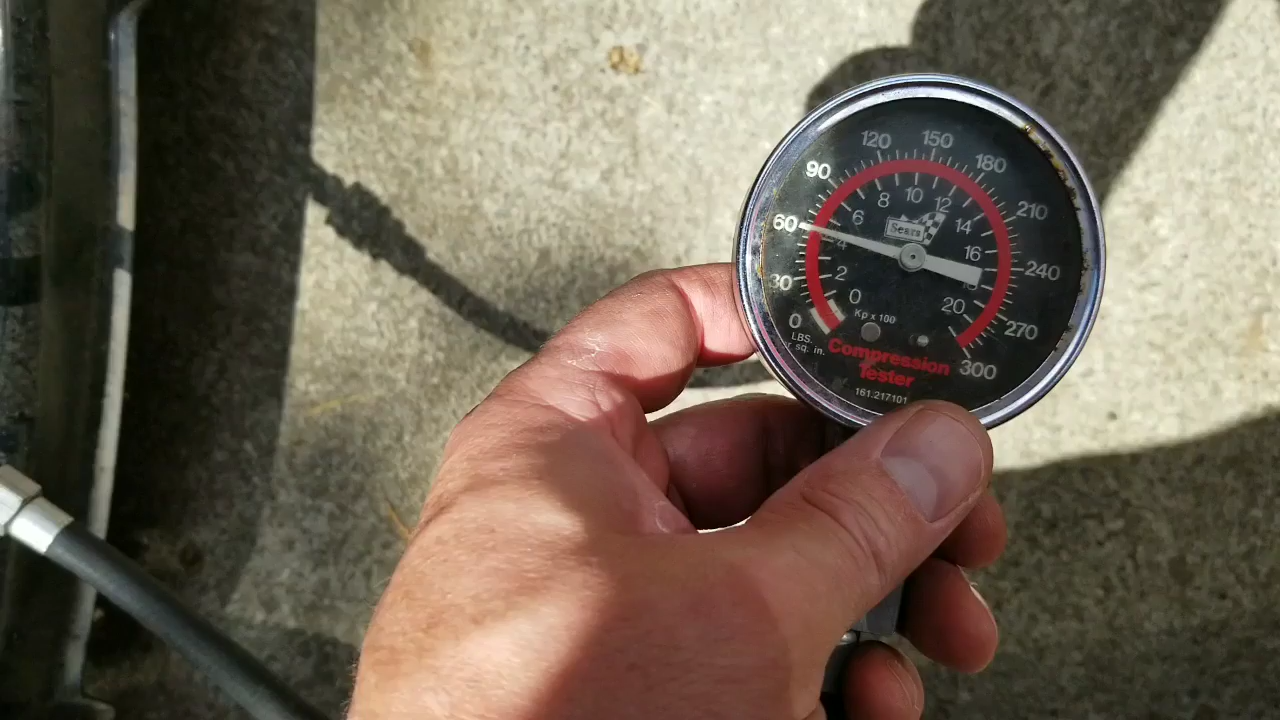 120 150 180
90 210
60 240
30 270
0 300
6 8 10 12 14
4 16
2 20
0
Sears
Kp x 100
LBS.
sq. in.
Compression
Tester
161.217101